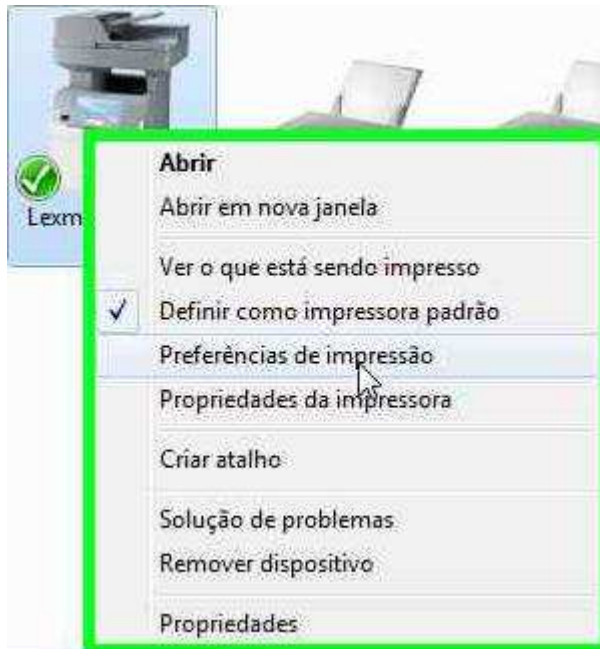 Lexm
Abrir
Abrir em nova janela
Ver o que está sendo impresso
Definir como impressora padrão
Preferências de impressão
Propriedades da impressora
Criar atalho
Solução de problemas
Remover dispositivo
Propriedades